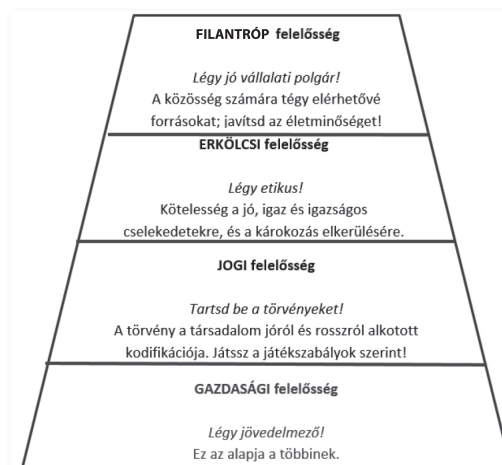 FILANTRÓP felelősség
Légy jó vállalati polgár!
A közösség számára tégy elérhetővé
forrásokat; javítsd az életminőséget!
ERKÖLCSI felelősség
Légy etikus!
Kötelesség a jó, igaz és igazságos
cselekedetekre, és a károkozás elkerülésére.
JOGI felelősség
Tartsd be a törvényeket!
A törvény a társadalom jóról és rosszról alkotott
kodifikációja. Játssz a játékszabályok szerint!
GAZDASÁGI felelősség
Légy jövedelmező!
Ez az alapja a többinek.